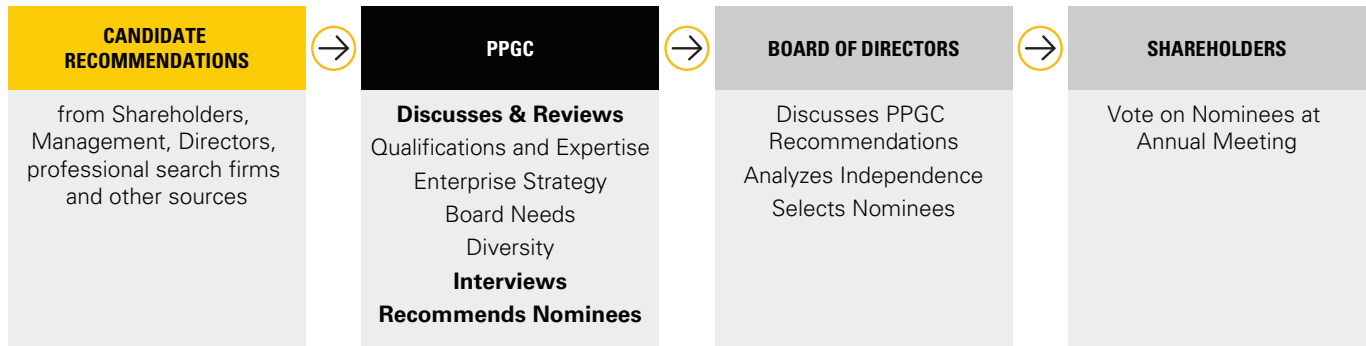 CANDIDATE
RECOMMENDATIONS
from Shareholders,
Management, Directors,
professional search firms
and other sources
PPGC
Discusses & Reviews
Qualifications and Expertise
Enterprise Strategy
Board Needs
Diversity
Interviews
Recommends Nominees
BOARD OF DIRECTORS
Discusses PPGC
Recommendations
Analyzes Independence
Selects Nominees
SHAREHOLDERS
Vote on Nominees at
Annual Meeting